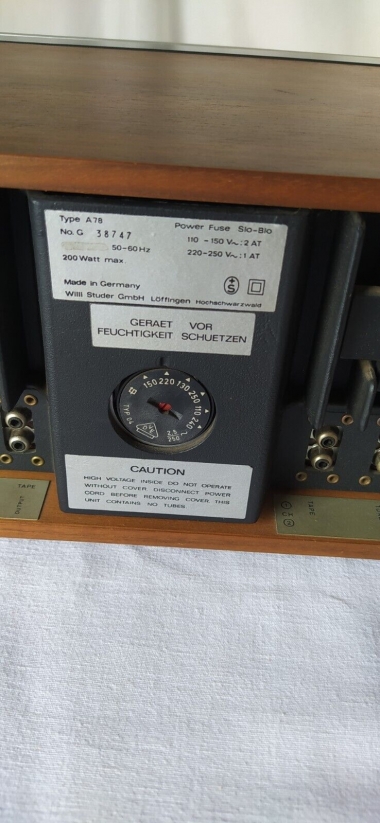 Type A78
No. G 38747
50-60 Hz
200 Watt max.
Power Fuse Slo-Blo
110 - 150 V~: 2 AT
220-250 V~: 1 AT
Made in Germany
Willi Studer GmbH Löffingen Hochschwarzwald
GERAET VOR
FEUCHTIGKEIT SCHUETZEN
150 220 130 250 110 240
CAUTION
HIGH VOLTAGE INSIDE DO NOT OPERATE
WITHOUT COVER DISCONNECT POWER
CORD BEFORE REMOVING COVER THIS
UNIT CONTAINS NO TUBES
TAPE
OUTPUT
TAPE